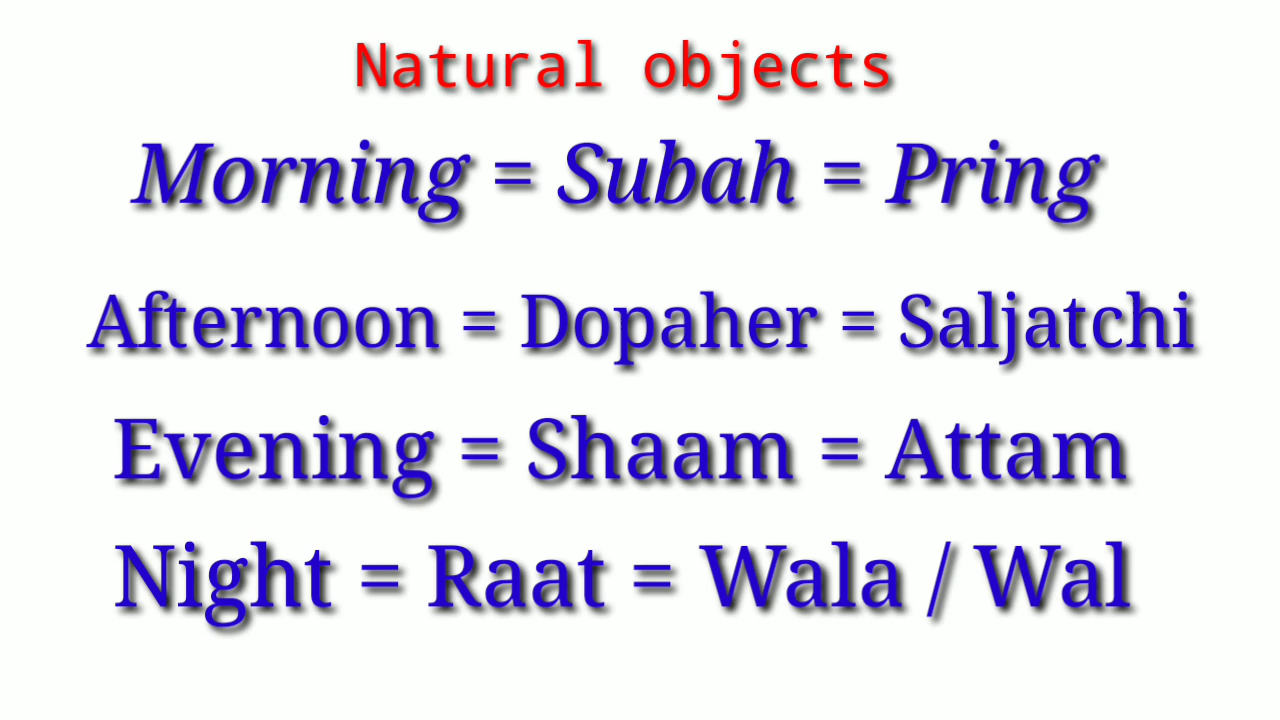 Natural objects
Morning = Subah = Pring
Afternoon = Dopaher = Saljatchi
Evening = Shaam = Attam
Night = Raat = Wala / Wal